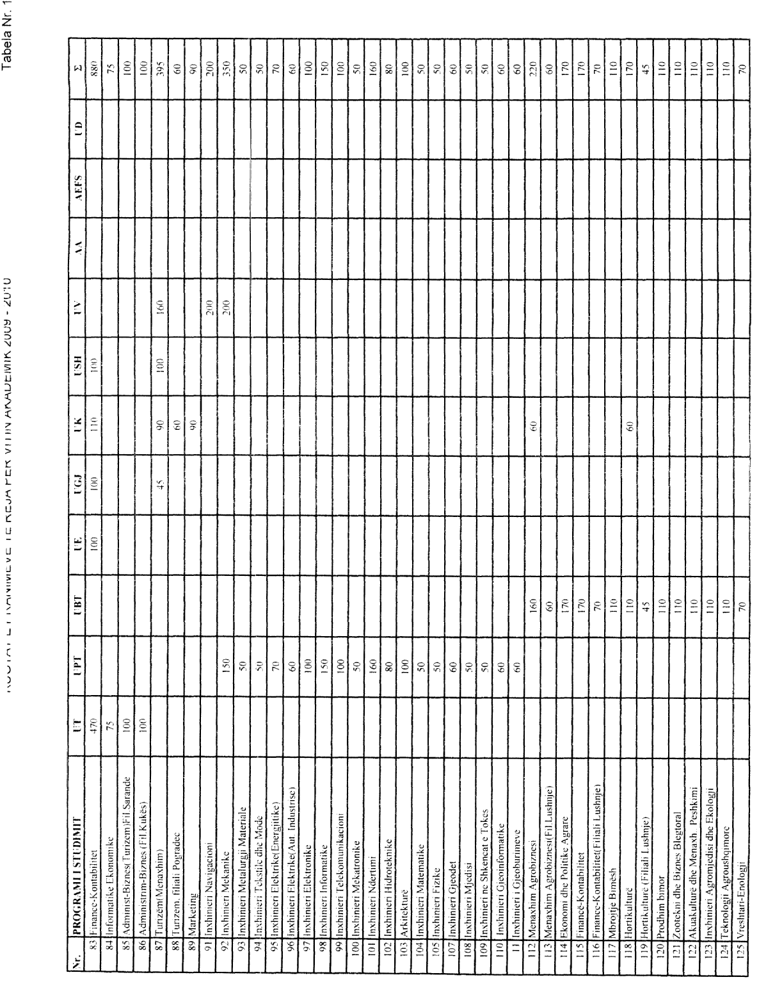 Tabela Nr. 1
PER VITIN AKADEMIK 2009 - 2010
Nr. PROGRAMI I STUDIMIT UT UPT UBT UE UGJ UK USH UV AA AEFS UD Σ
83 Finance-Kontabilitet 470 100 100 110 100 880
84 Informatike Ekonomike 75 75
85 Administ-Biznes(Turizem)Fil.Sarande 100 100
86 Administrim-Biznes (Fil.Kukës) 100 100
87 Turizëm(Menaxhim) 45 90 100 160 395
88 Turizem. filiali Pogradec 60 60
89 Marketing 90 90
91 Inxhinieri Navigacioni 200 200
92 Inxhinieri Mekanike 150 200 350
93 Inxhinieri Metalurgji Materiale 50 50
94 Inxhinieri Tekstile dhe Mode 50 50
95 Inxhinieri Elektrike(Energjitike) 70 70
96 Inxhinieri Elektrike(Aut. Industrise) 60 60
97 Inxhinieri Elektronike 100 100
98 Inxhinieri Informatike 150 150
99 Inxhinieri Telekomunikacioni 100 100
100 Inxhinieri Mekatronike 50 50
101 Inxhinieri Ndertimi 160 160
102 Inxhinieri Hidroteknike 80 80
103 Arkitekturë 100 100
104 Inxhinieri Matematike 50 50
105 Inxhinieri Fizike 50 50
107 Inxhinieri Gjeodet 60 60
108 Inxhinieri Mjedisi 50 50
109 Inxhinieri ne Shkencat e Tokes 50 50
110 Inxhinieri Gjeoinformatike 60 60
11 Inxhinieri i Gjeoburimeve 60 60
112 Menaxhim Agrobiznesi 160 60 220
113 Menaxhim Agrobiznesi(Fil.Lushnje) 60 60
114 Ekonomi dhe Politike Agrare 170 170
115 Financë-Kontabilitet 170 170
116 Finance-Kontabilitet(Filiali Lushnje) 70 70
117 Mbrojtje Bimësh 110 110
118 Hortikulturë 110 60 170
119 Hortikulturë (Filiali Lushnje) 45 45
120 Prodhim bimor 110 110
121 Zootekni dhe Biznes Blegtoral 110 110
122 Akuakulturë dhe Menaxh.. Peshkimi 110 110
123 Inxhinieri Agromjedisi dhe Ekologji 110 110
124 Teknologji Agroushqimore 110 110
125 Vreshtari-Enologji 70 70